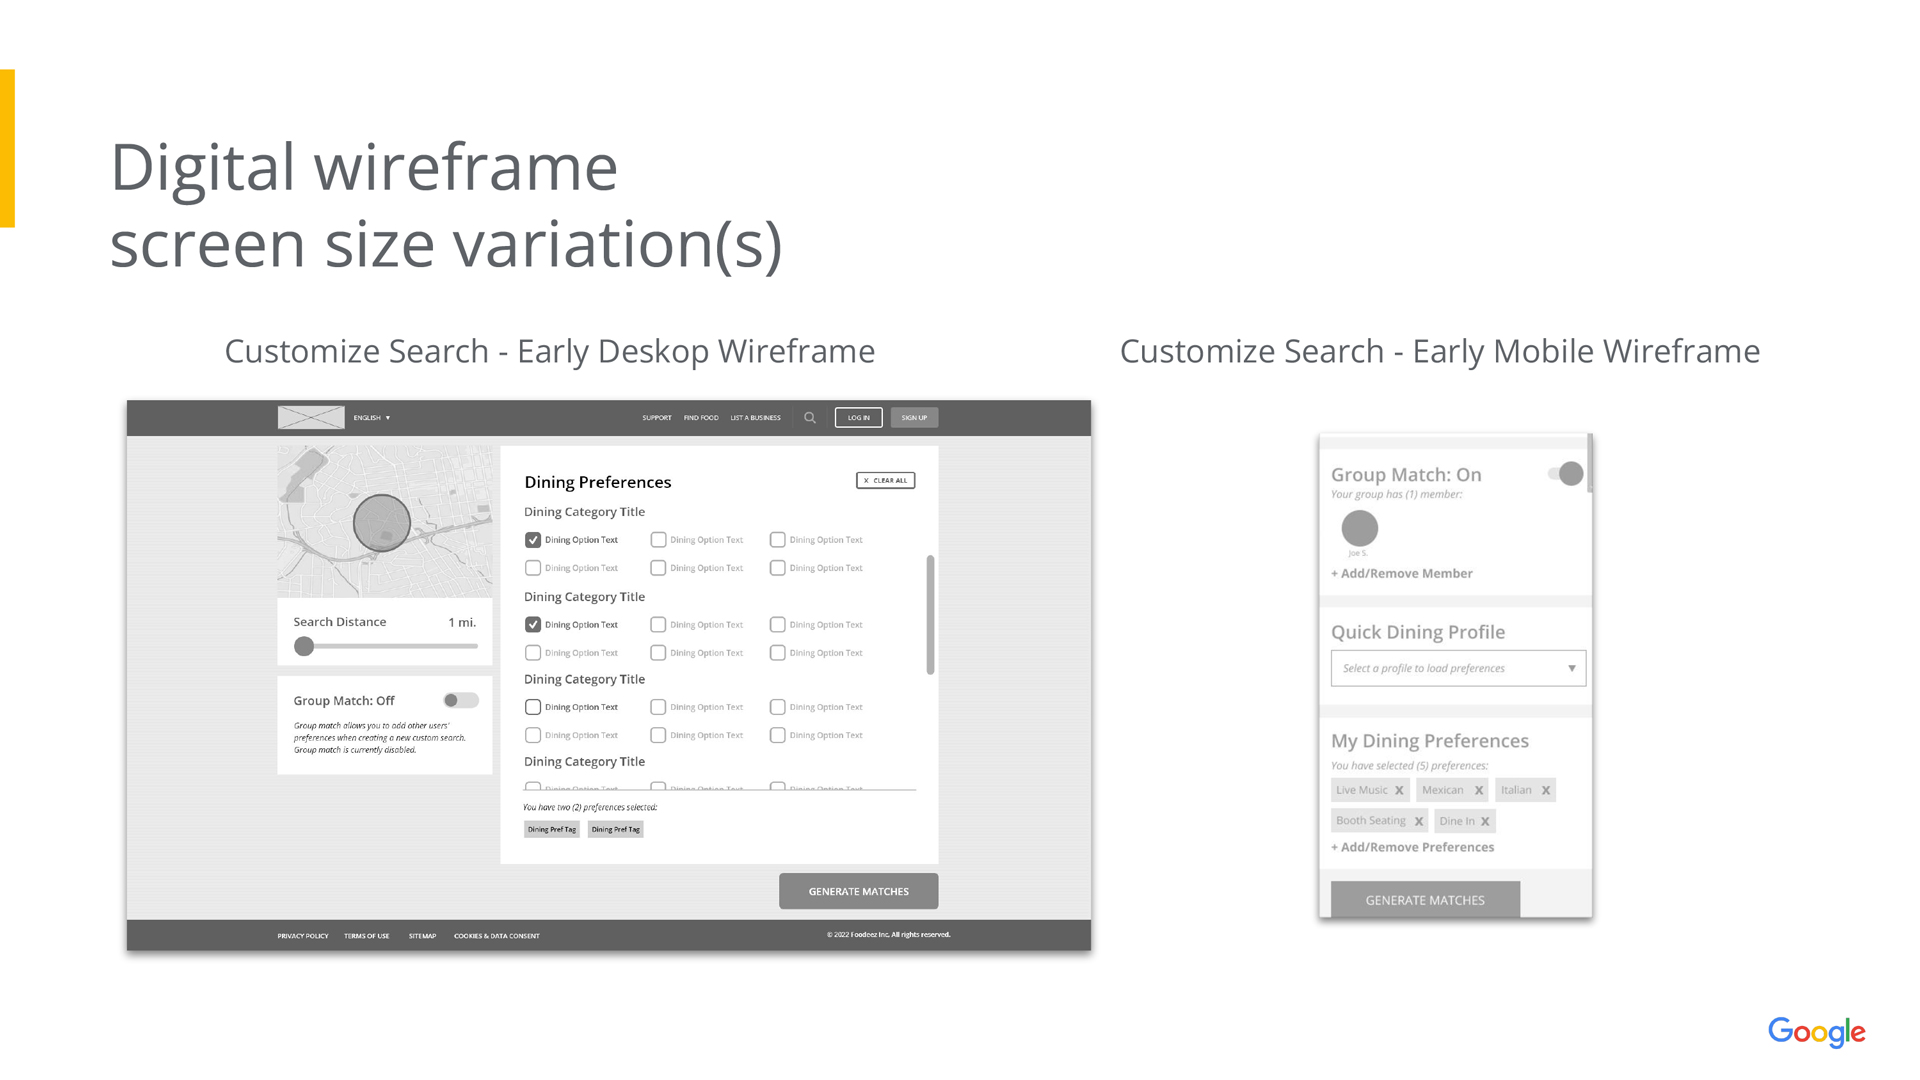 Digital wireframe
screen size variation(s)
Customize Search - Early Deskop Wireframe
ENGLISH ▼
SUPPORT FIND FOOD LIST A BUSINESS LOG IN SIGN UP
Search Distance 1 mi.
Group Match: Off
Group match allows you to add other users'
preferences when creating a new custom search.
Group match is currently disabled.
Dining Preferences
X CLEAR ALL
Dining Category Title
Dining Option Text Dining Option Text Dining Option Text
Dining Option Text Dining Option Text Dining Option Text
Dining Category Title
Dining Option Text Dining Option Text Dining Option Text
Dining Option Text Dining Option Text Dining Option Text
Dining Category Title
Dining Option Text Dining Option Text Dining Option Text
Dining Option Text Dining Option Text Dining Option Text
Dining Category Title
Dining Option Text Dining Option Text Dining Option Text
You have two (2) preferences selected:
Dining Pref Tag Dining Pref Tag
GENERATE MATCHES
PRIVACY POLICY TERMS OF USE SITEMAP COOKIES & DATA CONSENT
© 2022 Foodeez Inc. All rights reserved.
Customize Search - Early Mobile Wireframe
Group Match: On
Your group has (1) member:
Joe S.
+ Add/Remove Member
Quick Dining Profile
Select a profile to load preferences ▼
My Dining Preferences
You have selected (5) preferences:
Live Music X Mexican X Italian X
Booth Seating X Dine In X
+ Add/Remove Preferences
GENERATE MATCHES
Google